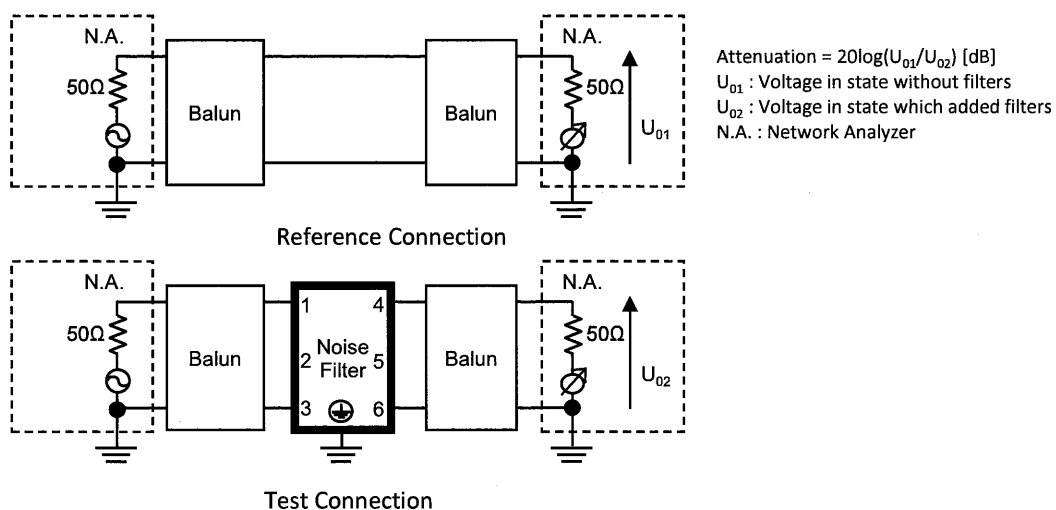 N.A.
N.A.
50Ω
Balun
Balun
50Ω
U01
Attenuation = 20log(U01/U02) [dB]
U01 : Voltage in state without filters
U02 : Voltage in state which added filters
N.A. : Network Analyzer
Reference Connection
N.A.
N.A.
50Ω
Balun
1
4
2
Noise
Filter
5
3
6
Balun
50Ω
U02
Test Connection